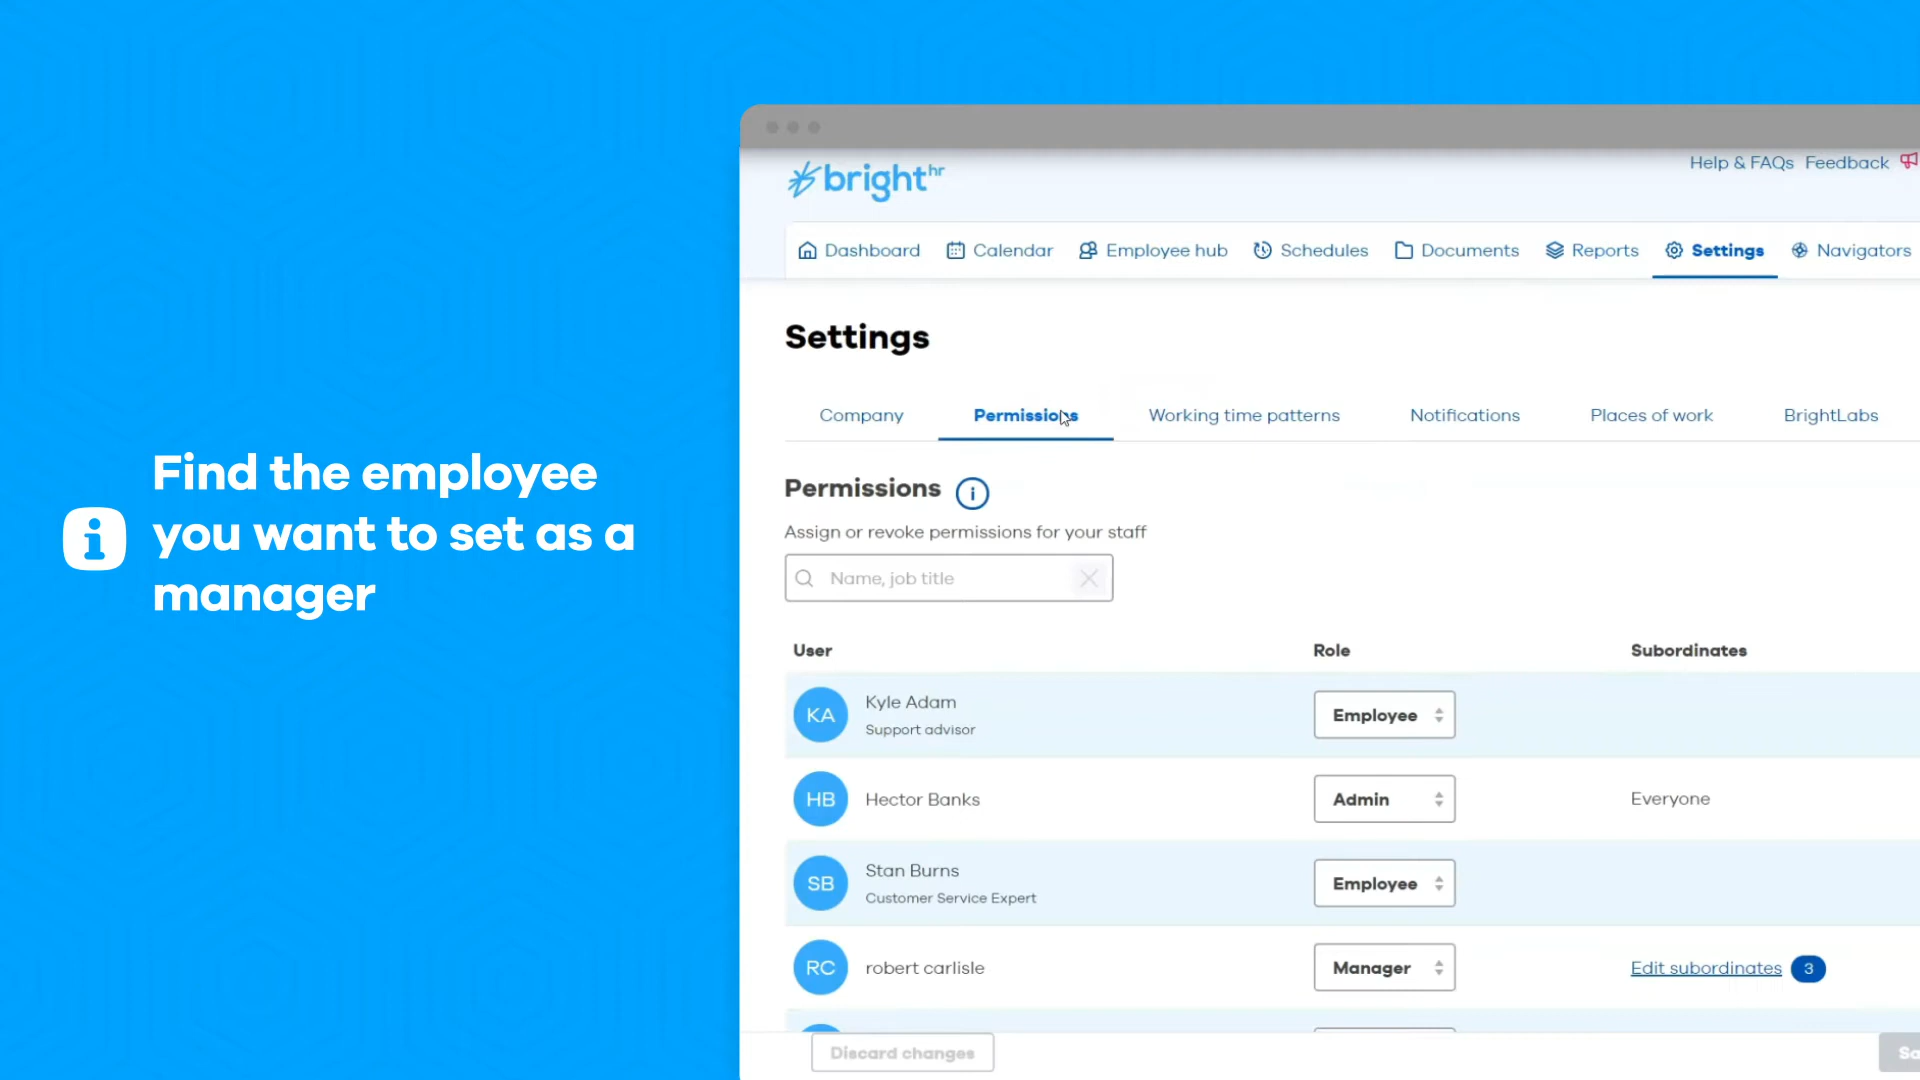 Find the employee
you want to set as a
manager
brighthr
Help & FAQs Feedback
Dashboard Calendar Employee hub Schedules Documents Reports Settings Navigators
Settings
Company Permissions Working time patterns Notifications Places of work BrightLabs
Permissions
Assign or revoke permissions for your staff
Name, job title
User Role Subordinates
KA Kyle Adam Employee
Support advisor
HB Hector Banks Admin Everyone
SB Stan Burns Employee
Customer Service Expert
RC robert carlisle Manager Edit subordinates 3
Discard changes